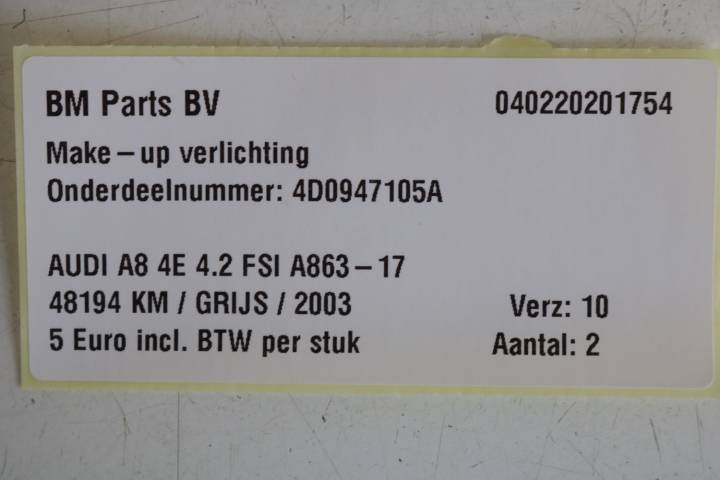 BM Parts BV 040220201754
Make-up verlichting
Onderdeelnummer: 4D0947105A
AUDI A8 4E 4.2 FSI A863-17
48194 KM / GRIJS / 2003 Verz: 10
5 Euro incl. BTW per stuk Aantal: 2